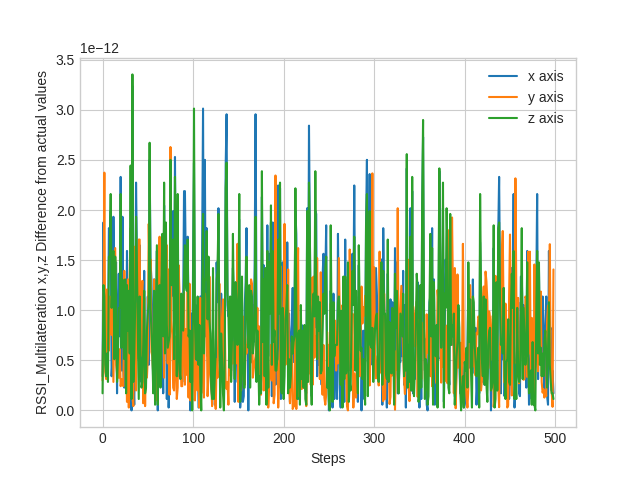 1e−12
3.5
3.0
2.5
2.0
1.5
1.0
0.5
0.0
RSSI_Multilateration x,y,z Difference from actual values
x axis
y axis
z axis
0 100 200 300 400 500
Steps